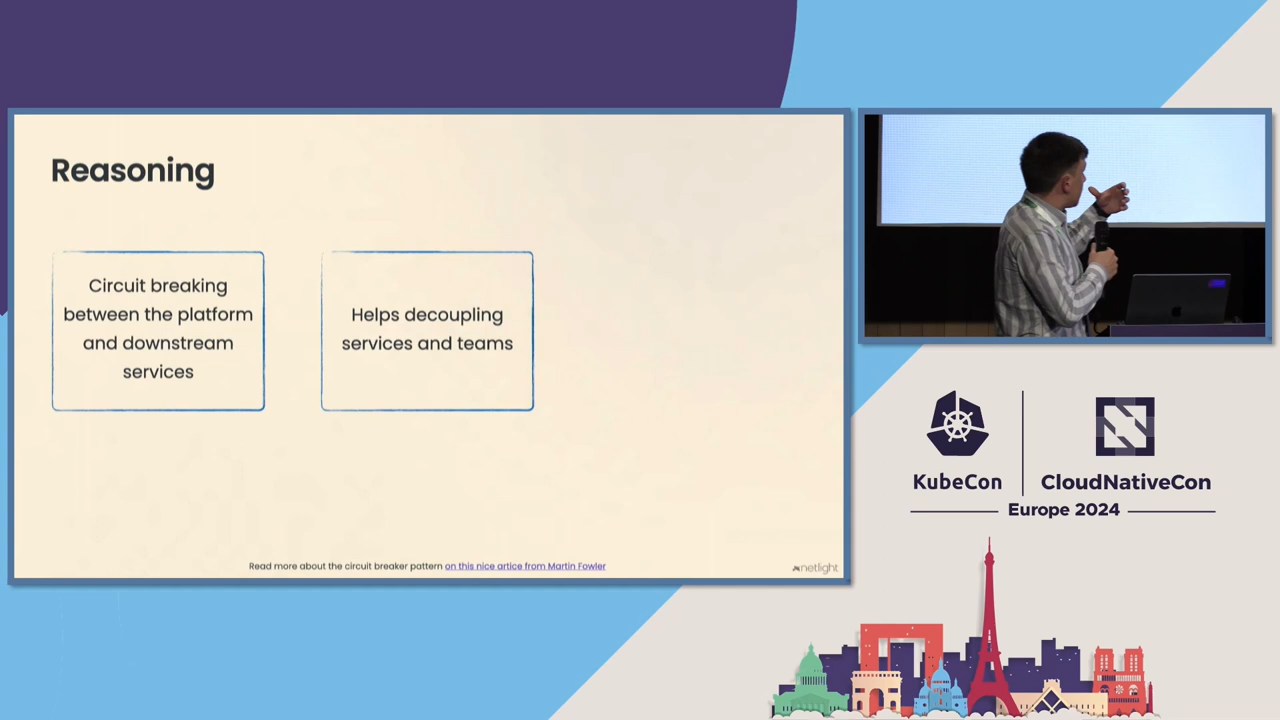 Reasoning
Circuit breaking
between the platform
and downstream
services
Helps decoupling
services and teams
Read more about the circuit breaker pattern on this nice artice from Martin Fowler
netlight
KubeCon
CloudNativeCon
Europe 2024